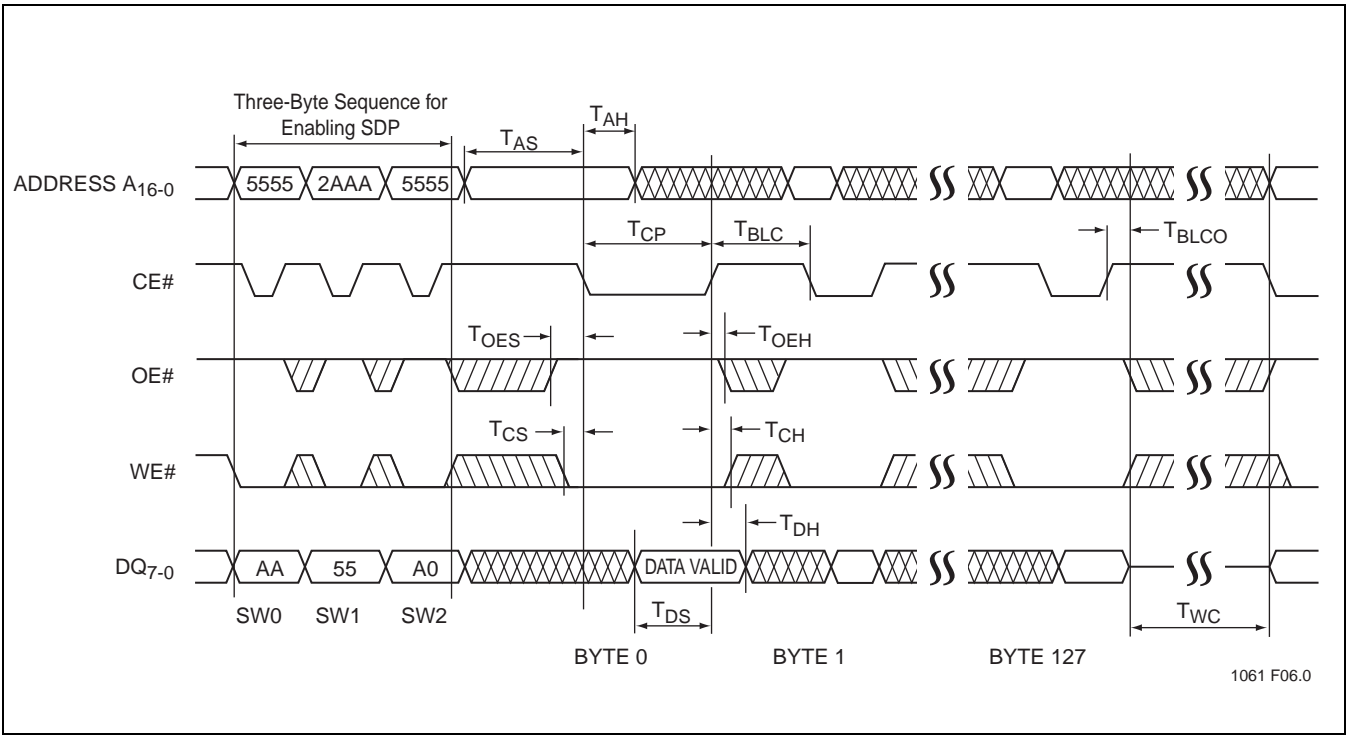 Three-Byte Sequence for
Enabling SDP
TAS
TAH
ADDRESS A16-0
5555
2AAA
5555
TCP
TBLC
TBLCO
CE#
TOES
TOEH
OE#
TCS
TCH
WE#
TDH
DQ7-0
AA
55
A0
DATA VALID
SW0
SW1
SW2
TDS
TWC
BYTE 0
BYTE 1
BYTE 127
1061 F06.0